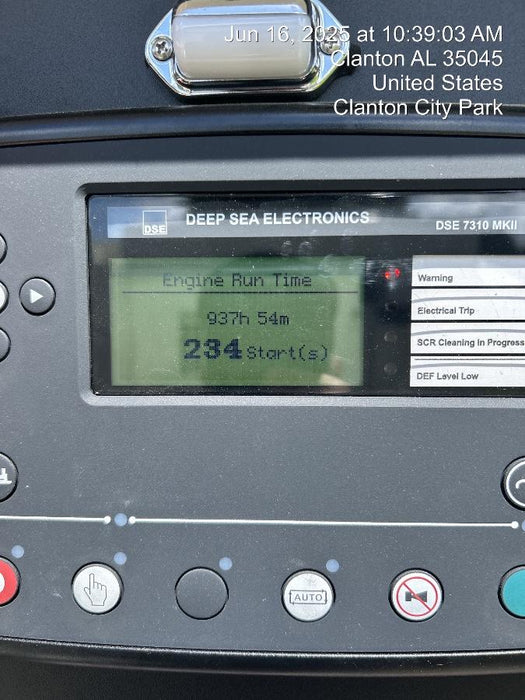 Jun 16, 2025 at 10:39:03 AM
Clanton AL 35045
United States
Clanton City Park
DSE
DEEP SEA ELECTRONICS
DSE 7310 MKII
Engine Run Time
937h 54m
234 Start(s)
Warning
Electrical Trip
SCR Cleaning in Progress
DEF Level Low
AUTO